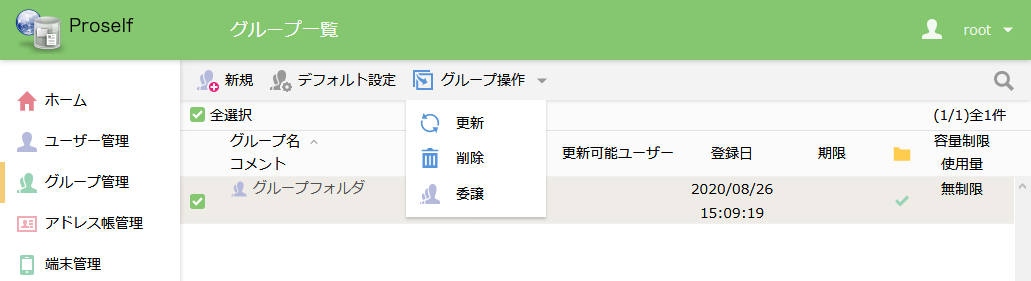 Proself
グループ一覧
root
新規
デフォルト設定
グループ操作
ホーム
ユーザー管理
グループ管理
アドレス帳管理
端末管理
全選択
(1/1)全1件
グループ名
コメント
更新可能ユーザー
登録日
期限
容量制限
使用量
更新
削除
委譲
グループフォルダ
2020/08/26
15:09:19
無制限